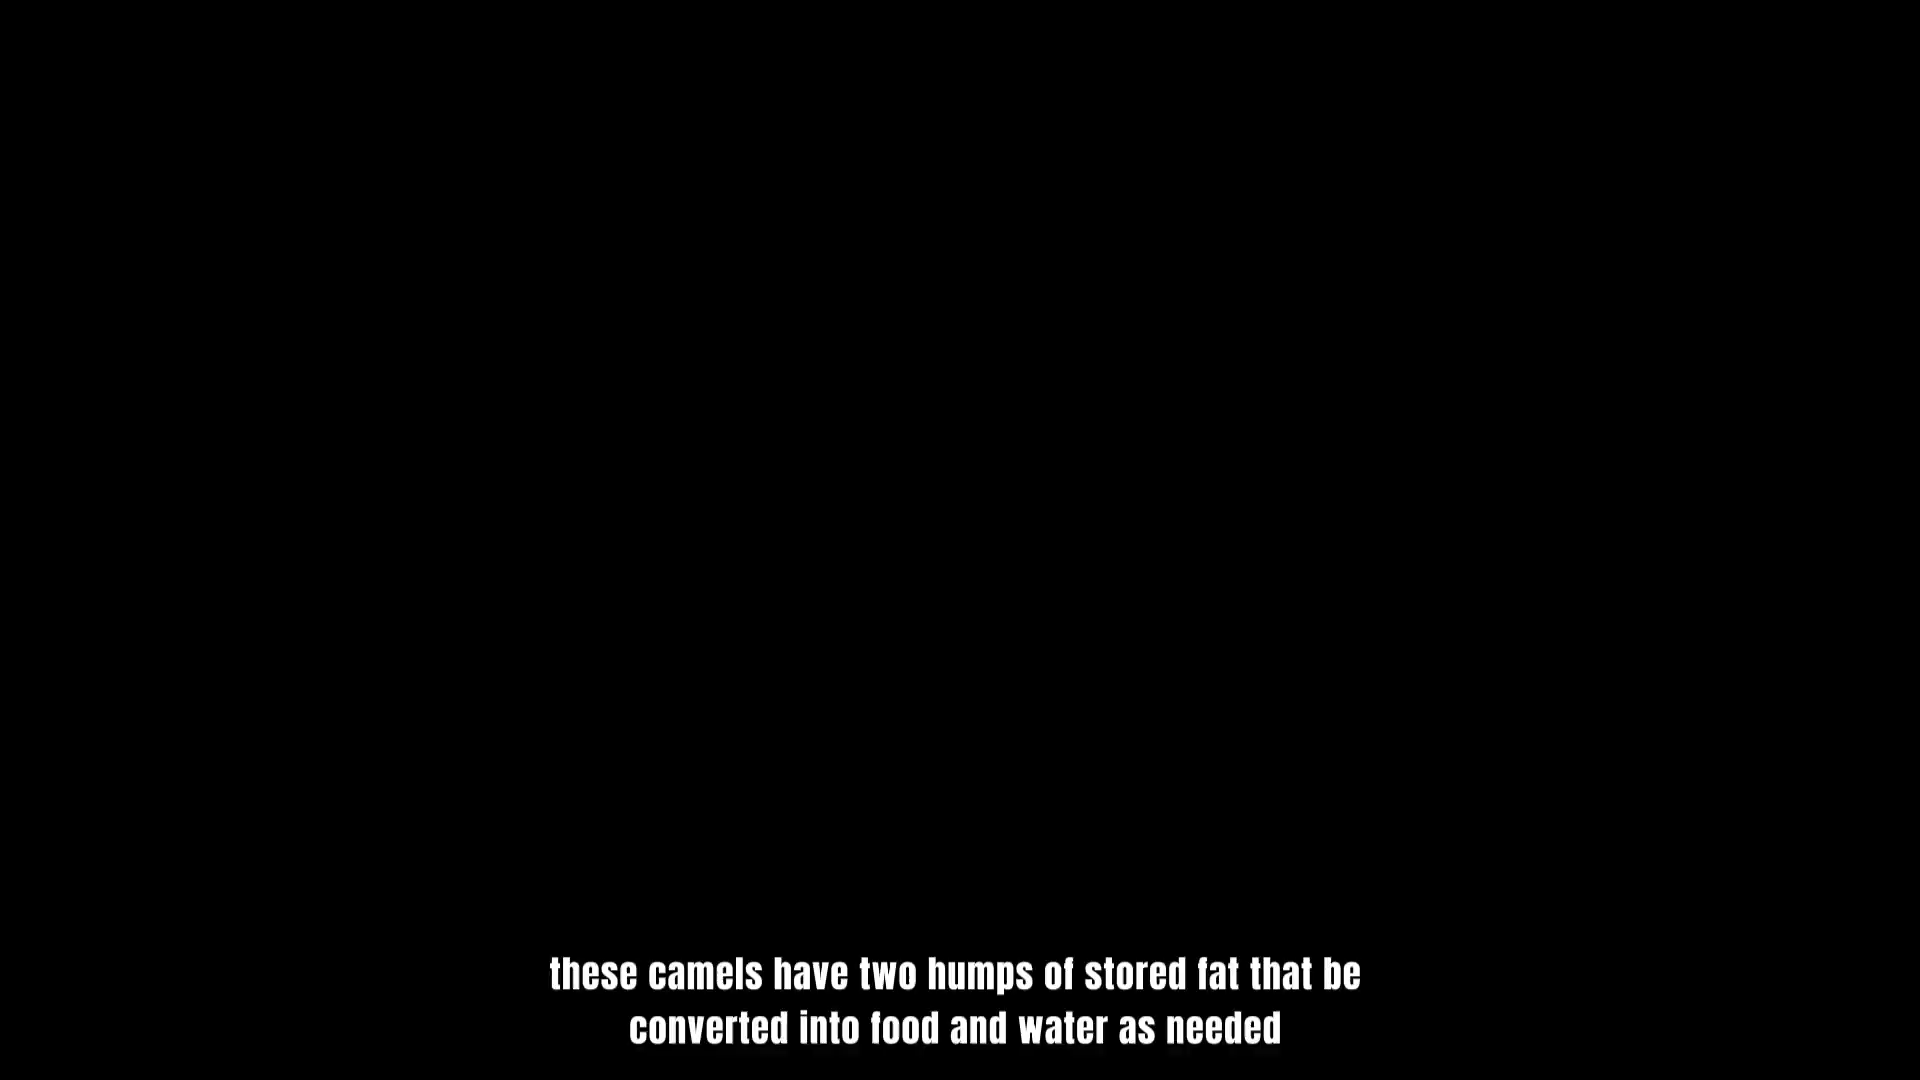 these camels have two humps of stored fat that be
converted into food and water as needed